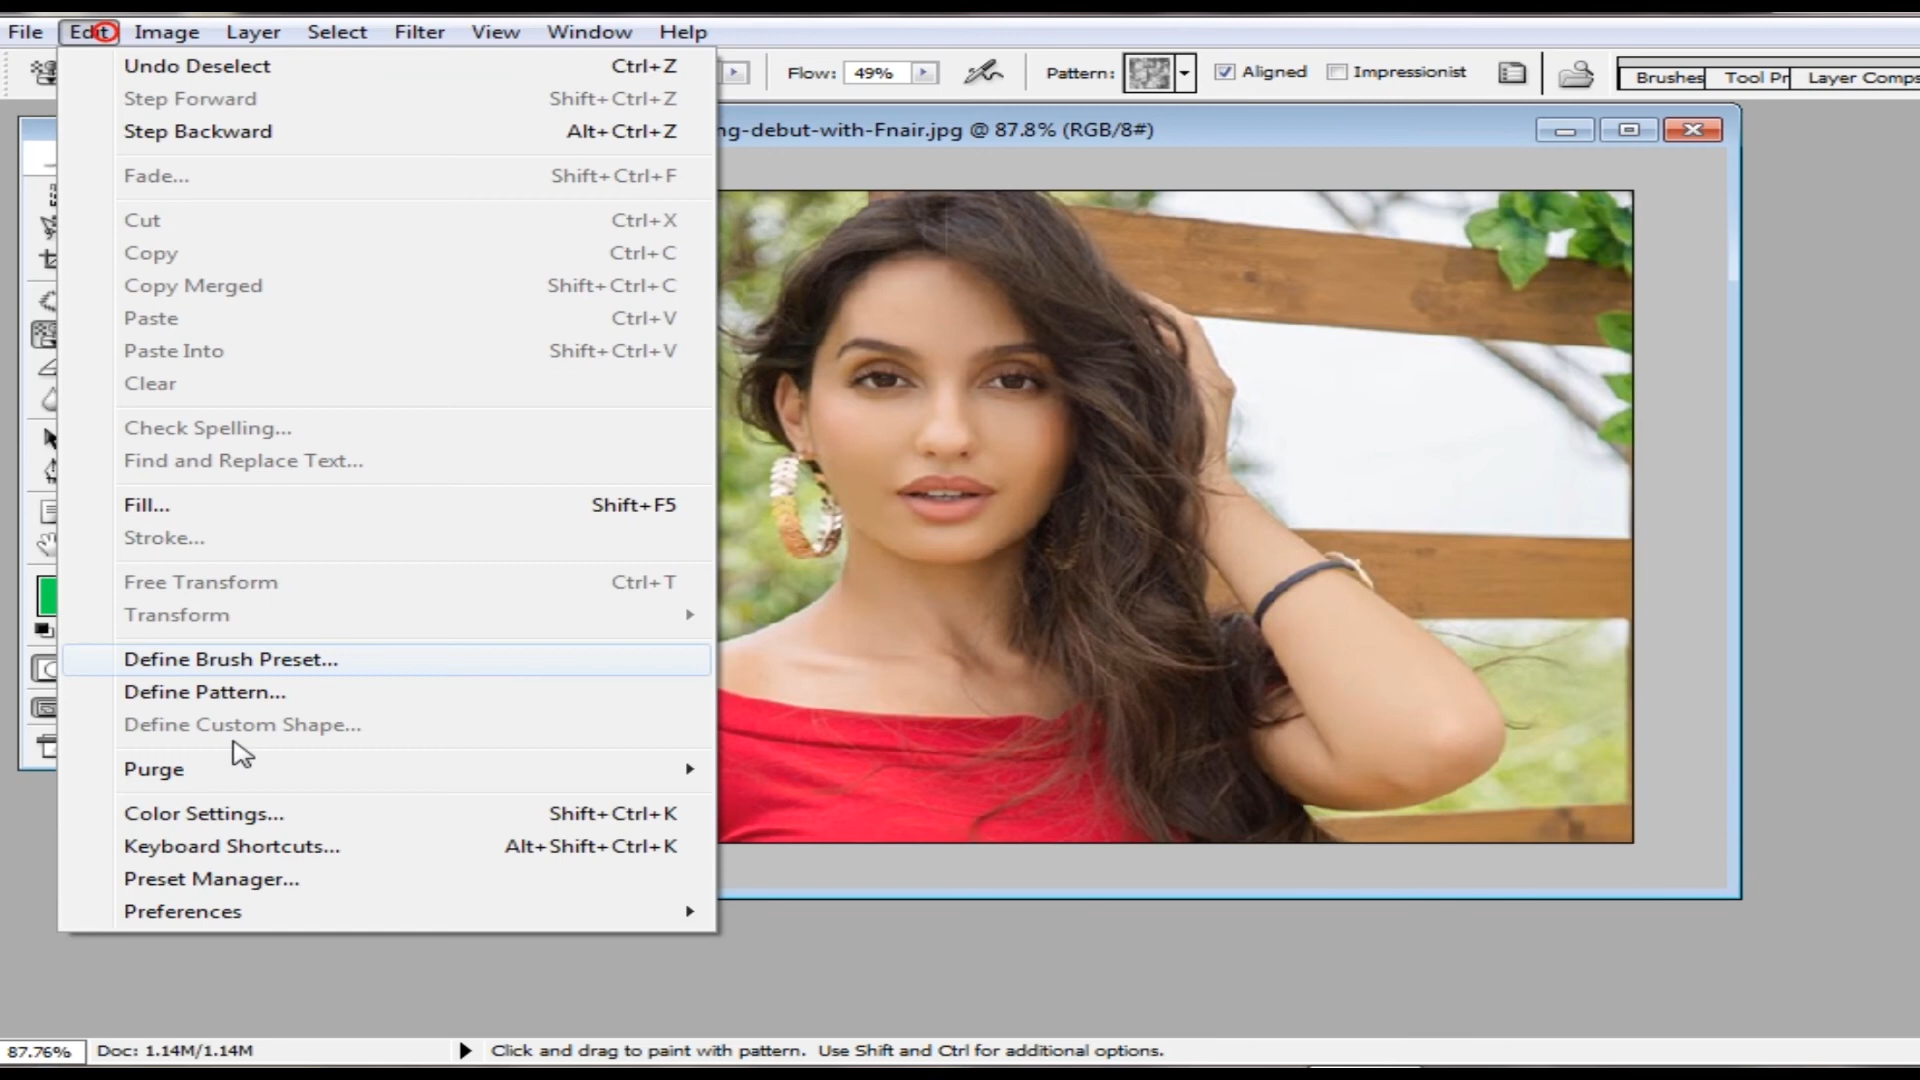 File Edit Image Layer Select Filter View Window Help
Flow: 49% Pattern: Aligned Impressionist Brushes Tool Pr Layer Comps
ng-debut-with-Fnair.jpg @ 87.8% (RGB/8#)
Undo Deselect Ctrl+Z
Step Forward Shift+Ctrl+Z
Step Backward Alt+Ctrl+Z
Fade... Shift+Ctrl+F
Cut Ctrl+X
Copy Ctrl+C
Copy Merged Shift+Ctrl+C
Paste Ctrl+V
Paste Into Shift+Ctrl+V
Clear
Check Spelling...
Find and Replace Text...
Fill... Shift+F5
Stroke...
Free Transform Ctrl+T
Transform
Define Brush Preset...
Define Pattern...
Define Custom Shape...
Purge
Color Settings... Shift+Ctrl+K
Keyboard Shortcuts... Alt+Shift+Ctrl+K
Preset Manager...
Preferences
87.76% Doc: 1.14M/1.14M Click and drag to paint with pattern. Use Shift and Ctrl for additional options.